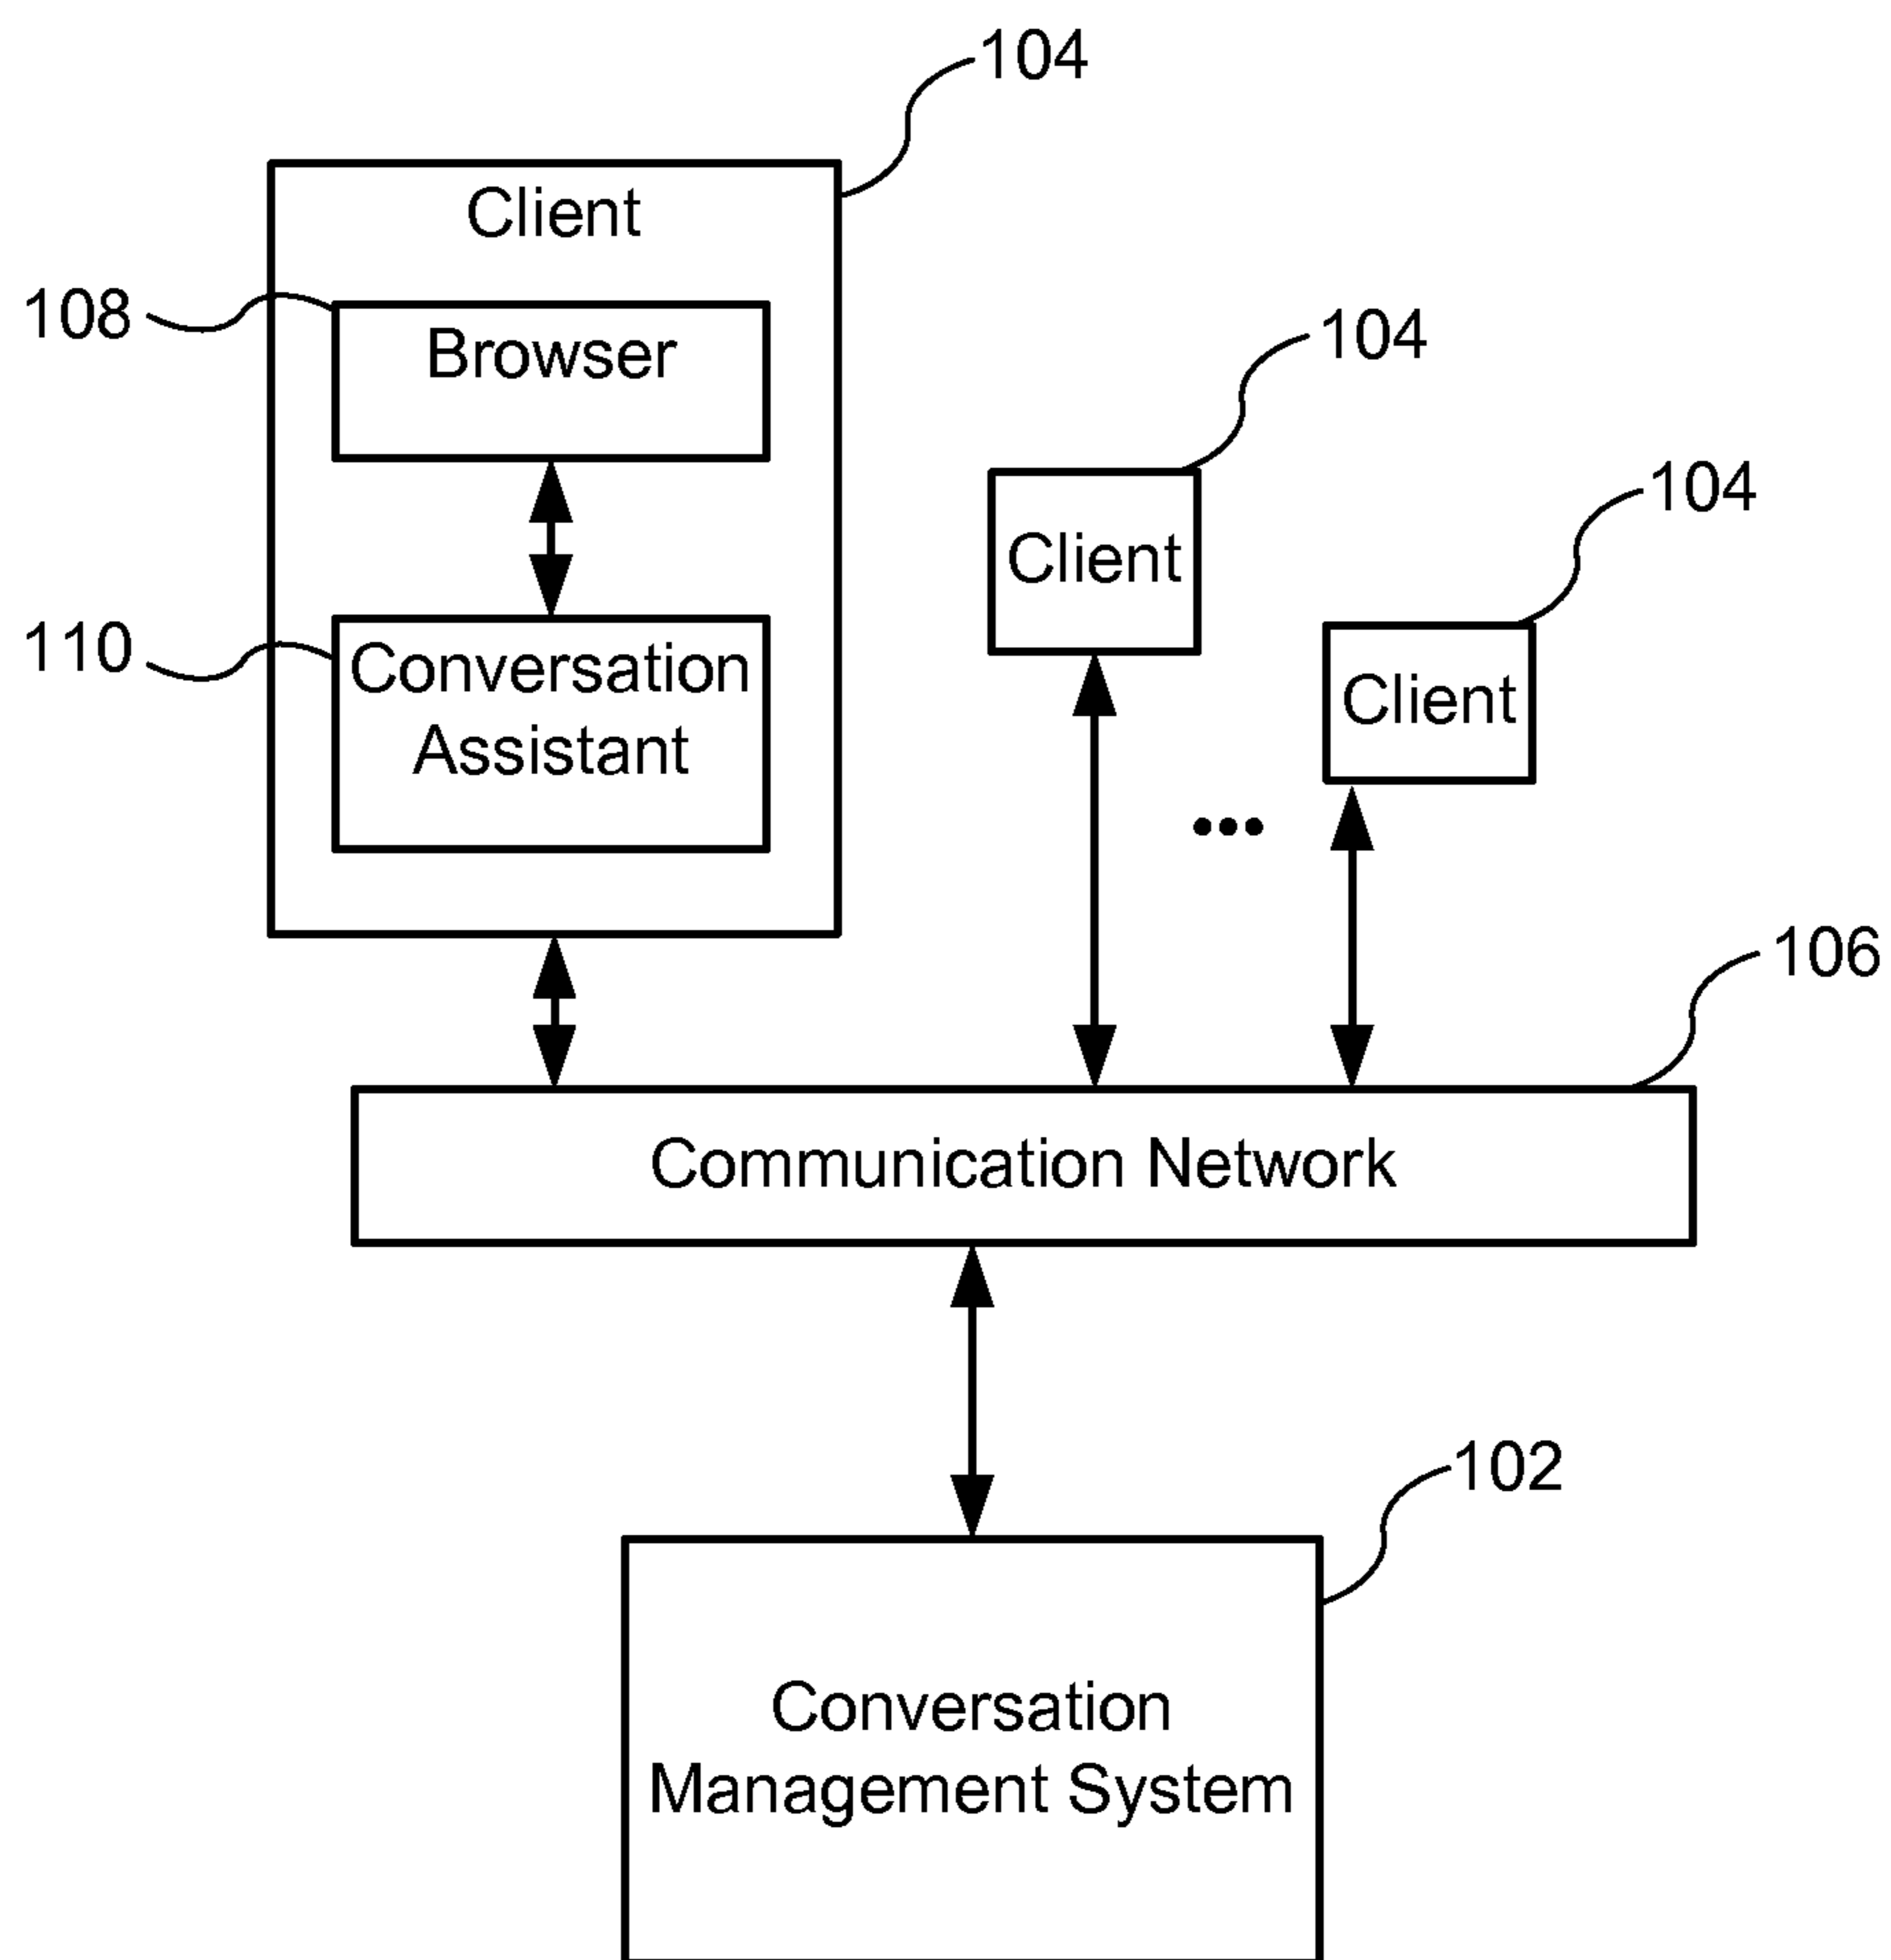 104
Client
108
Browser
104
104
Client
110
Conversation
Assistant
Client
106
Communication Network
102
Conversation
Management System